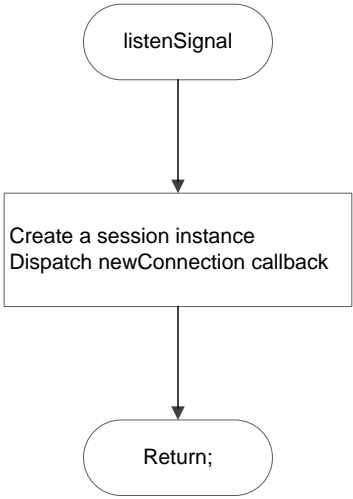 listenSignal
Create a session instance
Dispatch newConnection callback
Return;